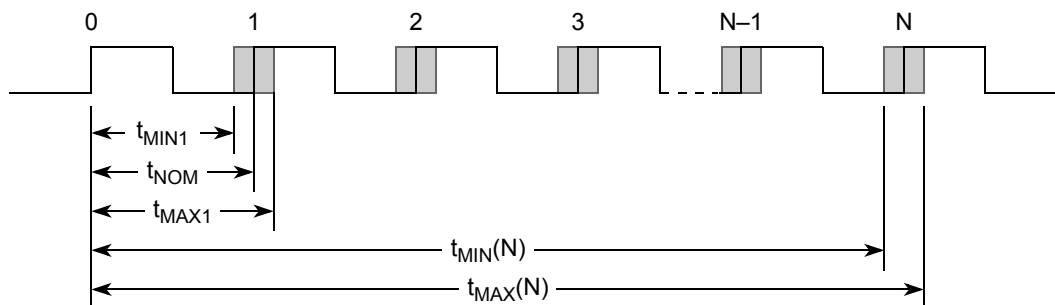 0 1 2 3 N–1 N
tMIN1
tNOM
tMAX1
tMIN(N)
tMAX(N)